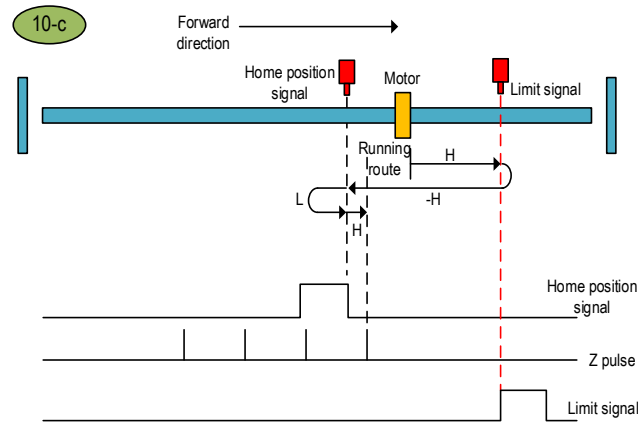 10-c
Forward
direction
Home position
signal
Motor
Limit signal
Running
route
H
-H
L
H
Home position
signal
Z pulse
Limit signal